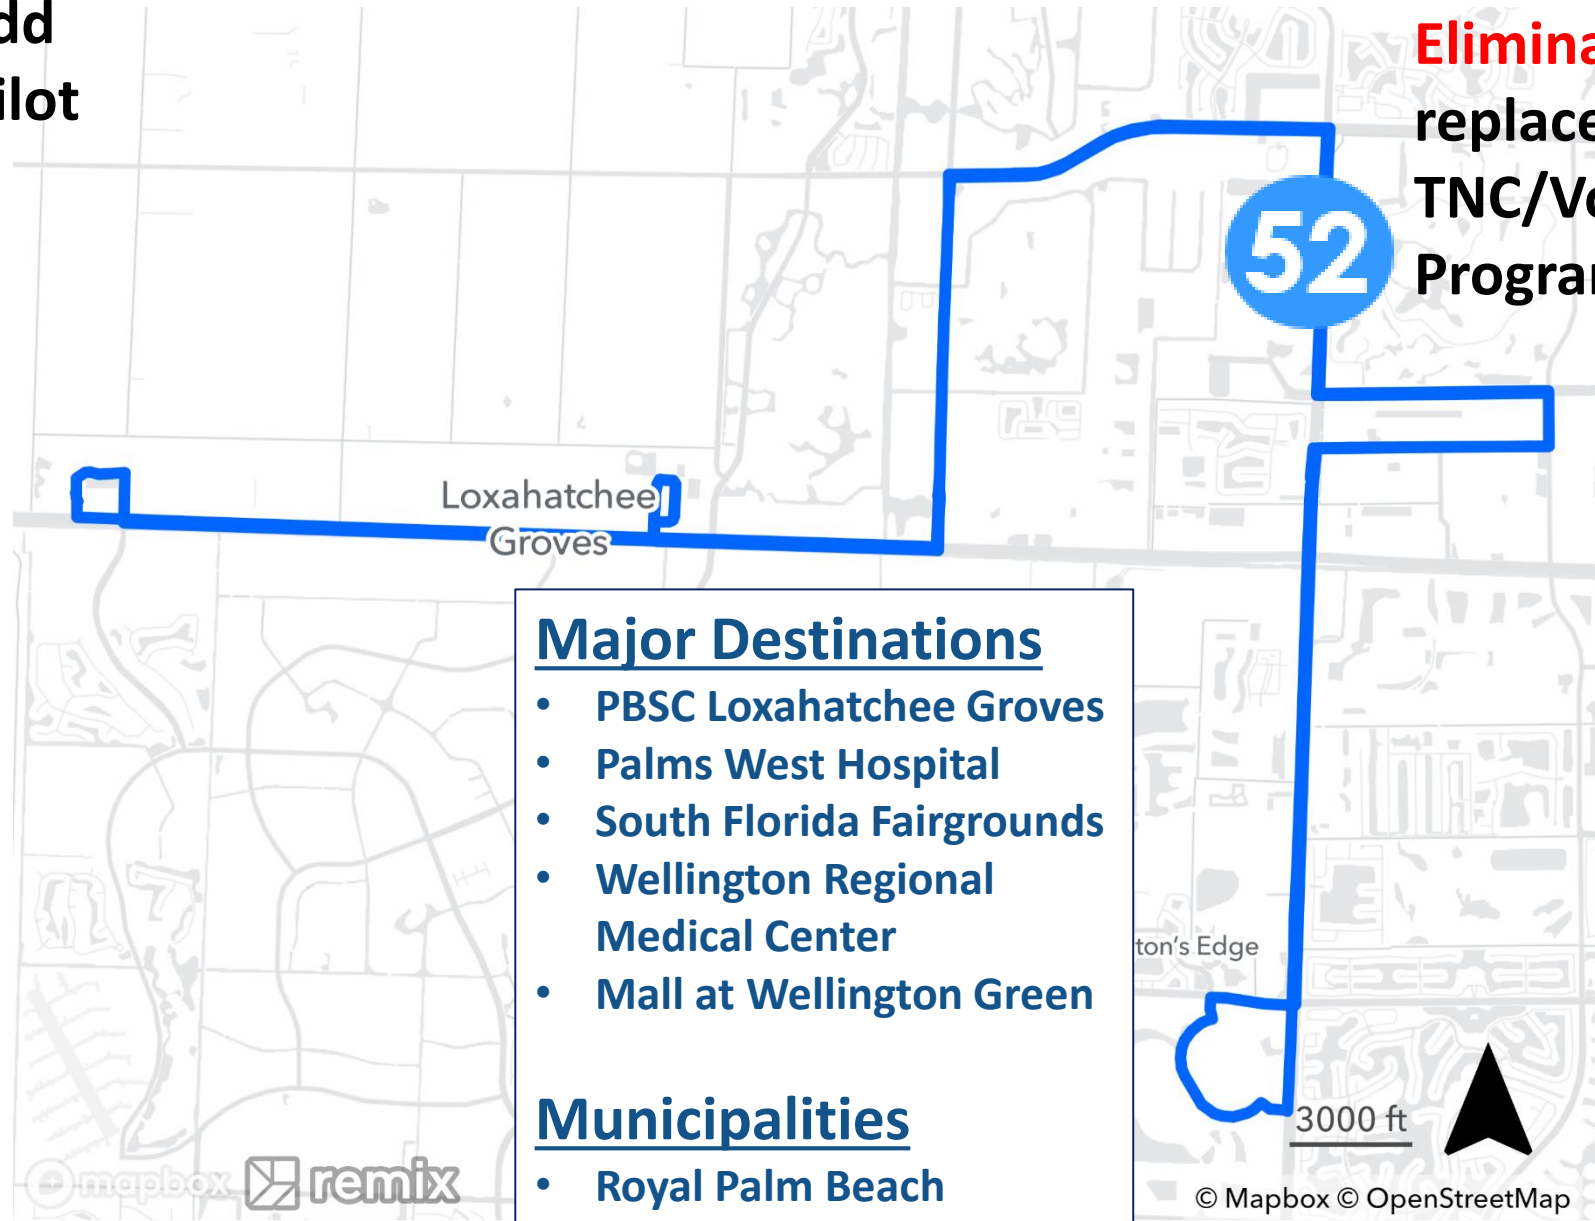 dd
ilot
Elimina
replace
TNC/Vo
Program
52
Loxahatchee
Groves
Major Destinations
• PBSC Loxahatchee Groves
• Palms West Hospital
• South Florida Fairgrounds
• Wellington Regional
Medical Center
• Mall at Wellington Green
ton's Edge
Municipalities
• Royal Palm Beach
3000 ft
mapbox remix
© Mapbox © OpenStreetMap